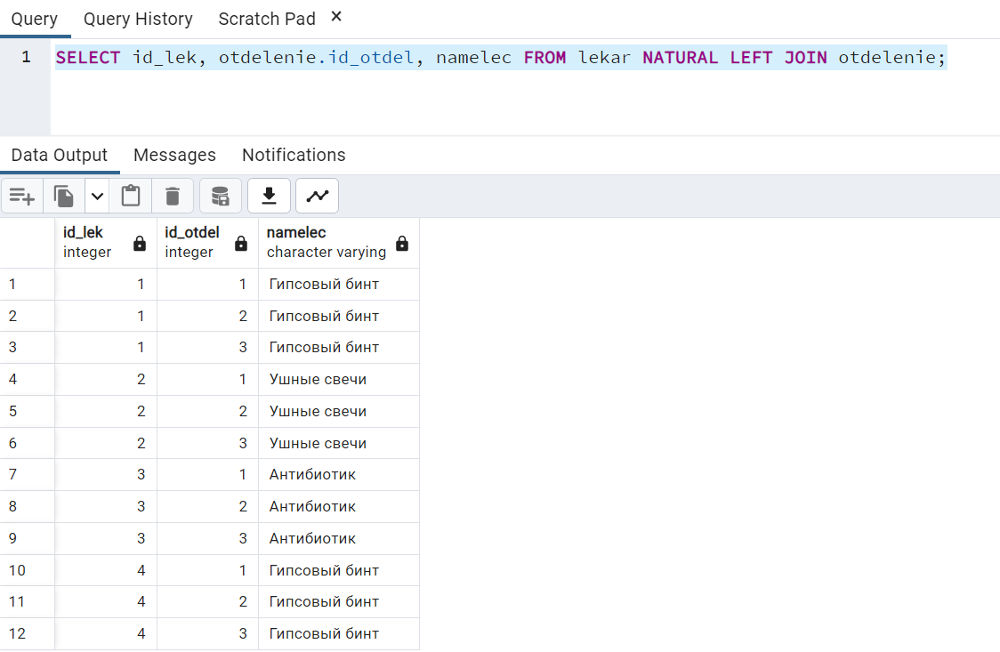 Query Query History Scratch Pad ×
1 SELECT id_lek, otdelenie.id_otdel, namelec FROM lekar NATURAL LEFT JOIN otdelenie;
Data Output Messages Notifications
id_lek id_otdel namelec
integer integer character varying
1 1 1 Гипсовый бинт
2 1 2 Гипсовый бинт
3 1 3 Гипсовый бинт
4 2 1 Ушные свечи
5 2 2 Ушные свечи
6 2 3 Ушные свечи
7 3 1 Антибиотик
8 3 2 Антибиотик
9 3 3 Антибиотик
10 4 1 Гипсовый бинт
11 4 2 Гипсовый бинт
12 4 3 Гипсовый бинт